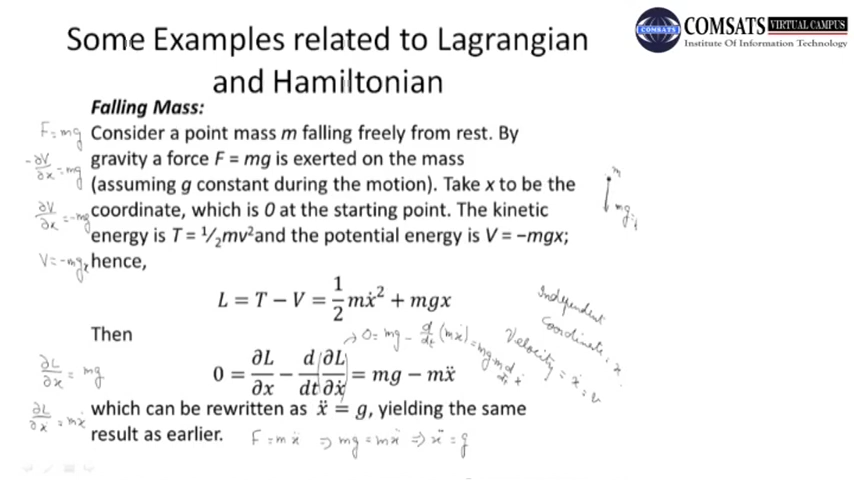 Some Examples related to Lagrangian
and Hamiltonian
COMSATS VIRTUAL CAMPUS
Institute Of Information Technology
COMSATS
Falling Mass:
F = mg
Consider a point mass m falling freely from rest. By
-∂V/∂x = mg
gravity a force F = mg is exerted on the mass
(assuming g constant during the motion). Take x to be the
∂V/∂x = -mg
coordinate, which is 0 at the starting point. The kinetic
energy is T = ½mv² and the potential energy is V = −mgx;
V = -mgx
hence,
m
L = T − V = 1/2 mẋ² + mgx
Independent
Coordinate = x
Velocity = ẋ =
Then
→ 0 = mg - d/dt (mẋ) = mg - m d/dt ẋ
∂L/∂x = mg
0 = ∂L/∂x − d/dt ∂L/∂ẋ = mg − mẍ
∂L/∂ẋ = mẋ
which can be rewritten as ẍ = g, yielding the same
result as earlier.
F = mẍ ⇒ mg = mẍ ⇒ ẍ = g